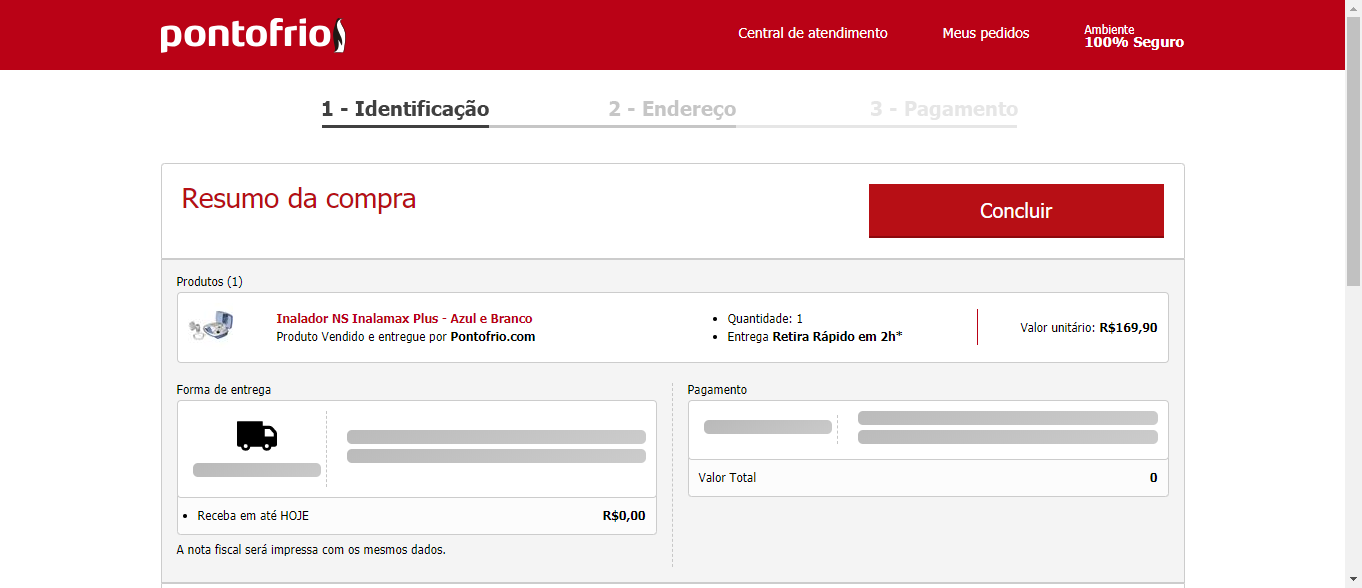 pontofrio
Central de atendimento
Meus pedidos
Ambiente
100% Seguro
1 - Identificação
2 - Endereço
3 - Pagamento
Resumo da compra
Concluir
Produtos (1)
Inalador NS Inalamax Plus - Azul e Branco
Produto Vendido e entregue por Pontofrio.com
• Quantidade: 1
• Entrega Retira Rápido em 2h*
Valor unitário: R$169,90
Forma de entrega
• Receba em até HOJE R$0,00
A nota fiscal será impressa com os mesmos dados.
Pagamento
Valor Total 0